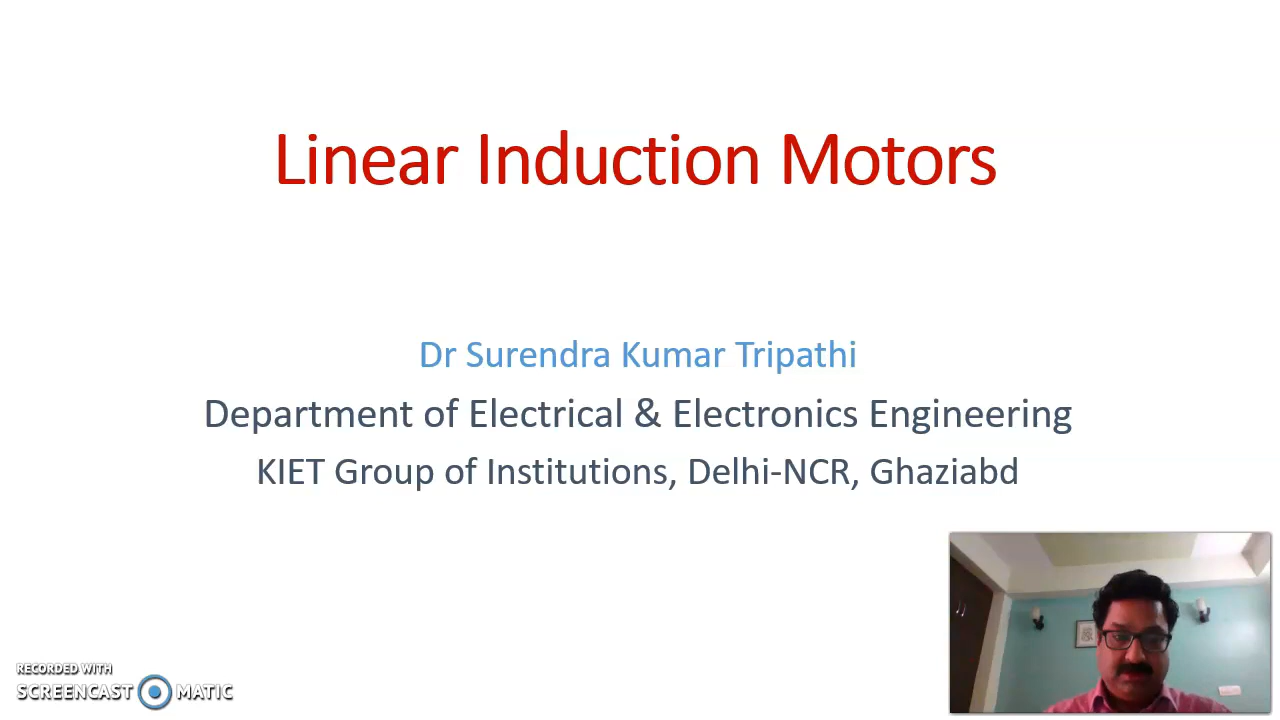 Linear Induction Motors
Dr Surendra Kumar Tripathi
Department of Electrical & Electronics Engineering
KIET Group of Institutions, Delhi-NCR, Ghaziabd
RECORDED WITH
SCREENCAST MATIC